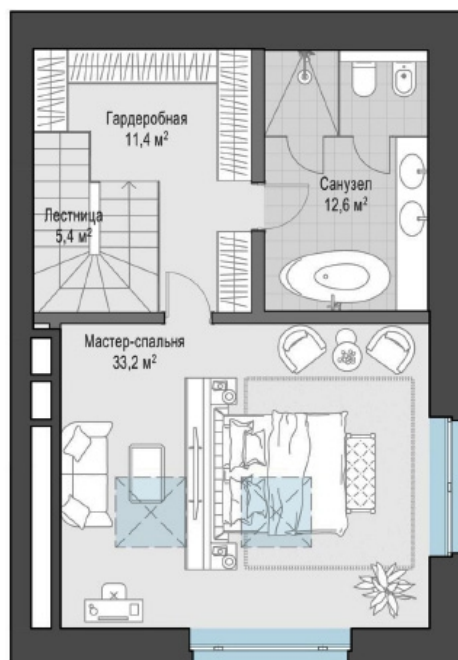 Гардеробная
11,4 м²
Санузел
12,6 м²
Лестница
5,4 м²
Мастер-спальня
33,2 м²